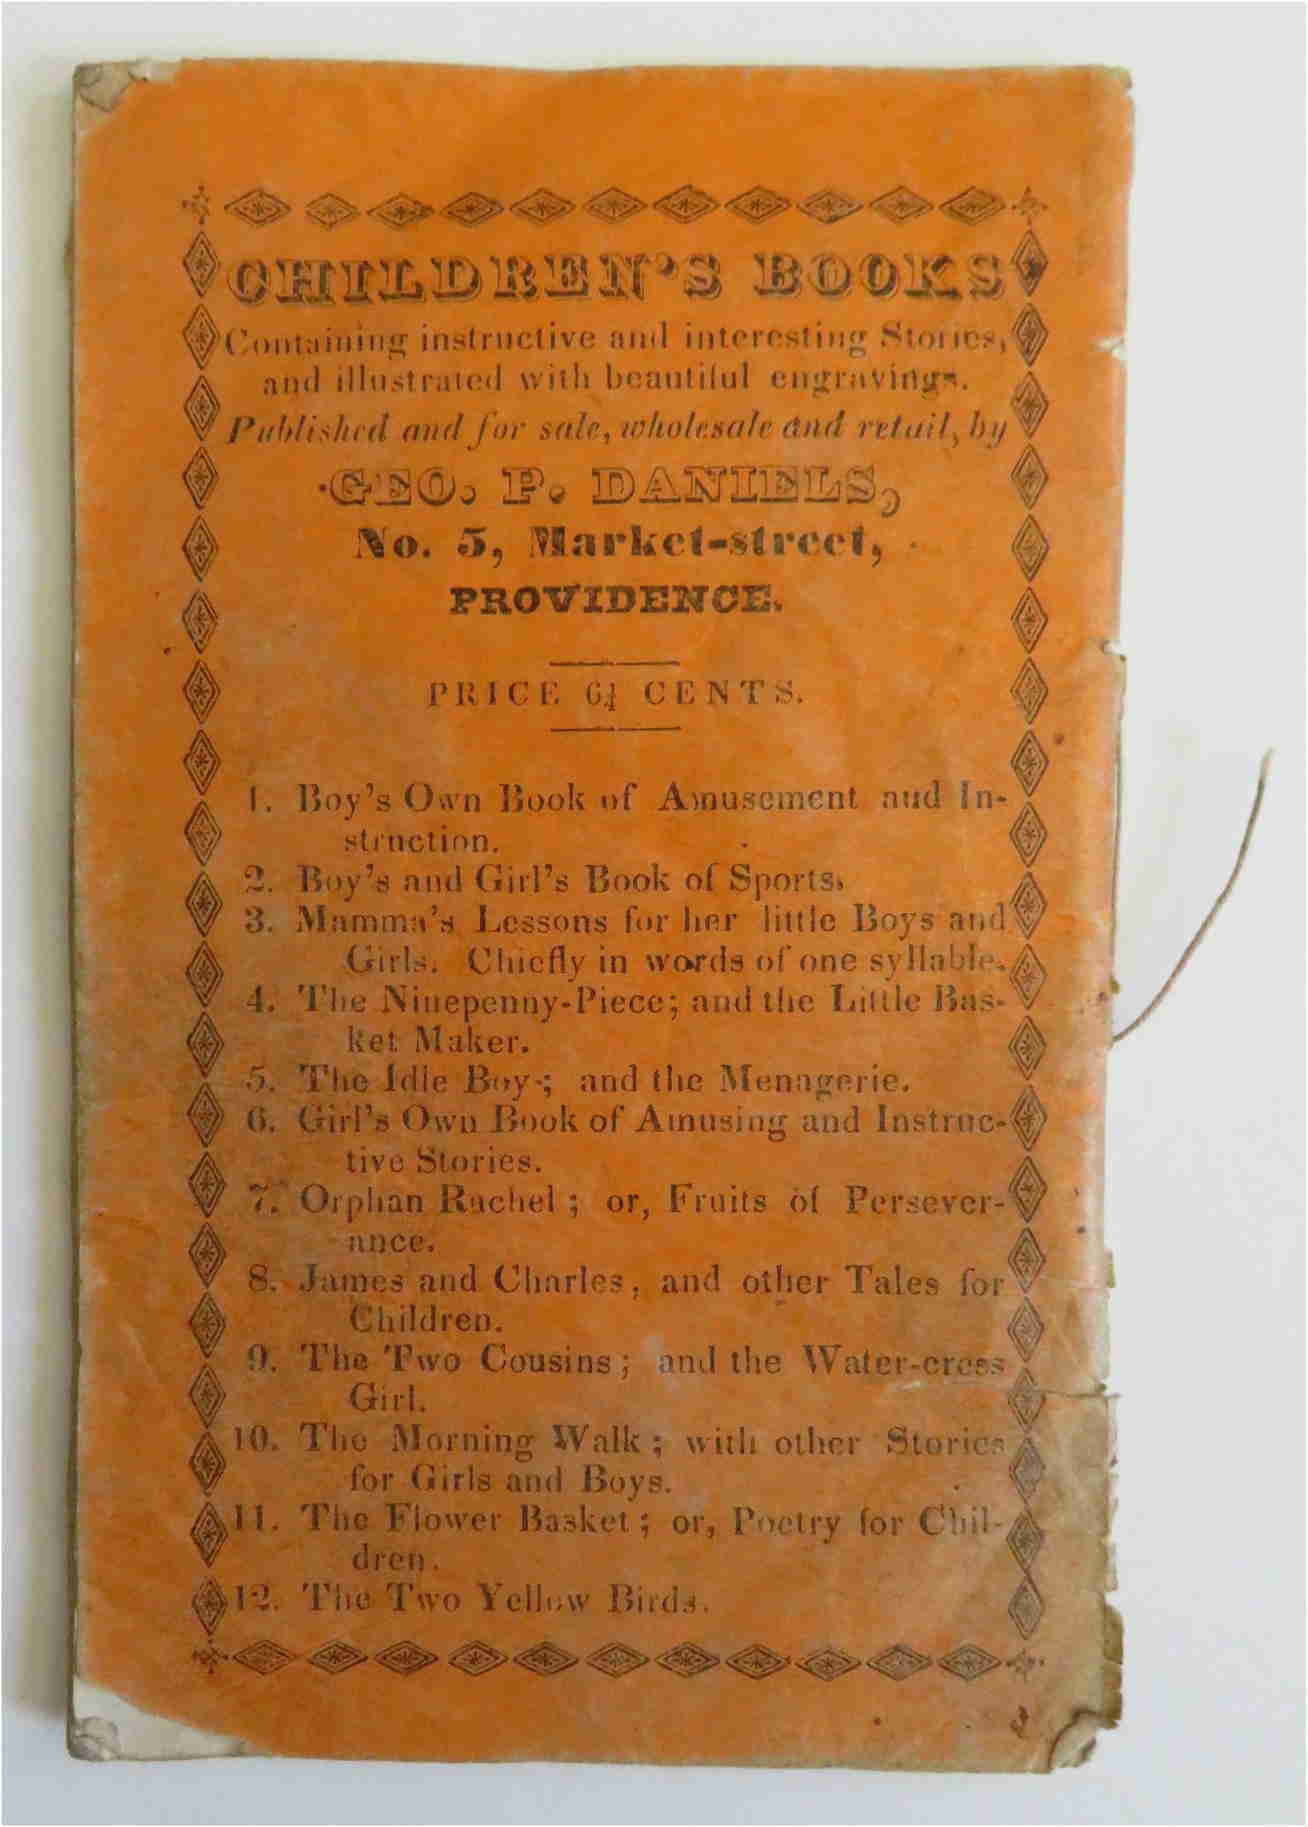 CHILDREN'S BOOKS
Containing instructive and interesting Stories,
and illustrated with beautiful engravings.
Published and for sale, wholesale and retail, by
GEO. P. DANIELS,
No. 5, Market-street,
PROVIDENCE.
PRICE 6¼ CENTS.
1. Boy's Own Book of Amusement and In-
struction.
2. Boy's and Girl's Book of Sports.
3. Mamma's Lessons for her little Boys and
Girls. Chiefly in words of one syllable.
4. The Ninepenny-Piece; and the Little Bas-
ket Maker.
5. The Idle Boy; and the Menagerie.
6. Girl's Own Book of Amusing and Instruc-
tive Stories.
7. Orphan Rachel; or, Fruits of Persever-
ance.
8. James and Charles, and other Tales for
Children.
9. The Two Cousins; and the Water-cress
Girl.
10. The Morning Walk; with other Stories
for Girls and Boys.
11. The Flower Basket; or, Poetry for Chil-
dren.
12. The Two Yellow Birds.